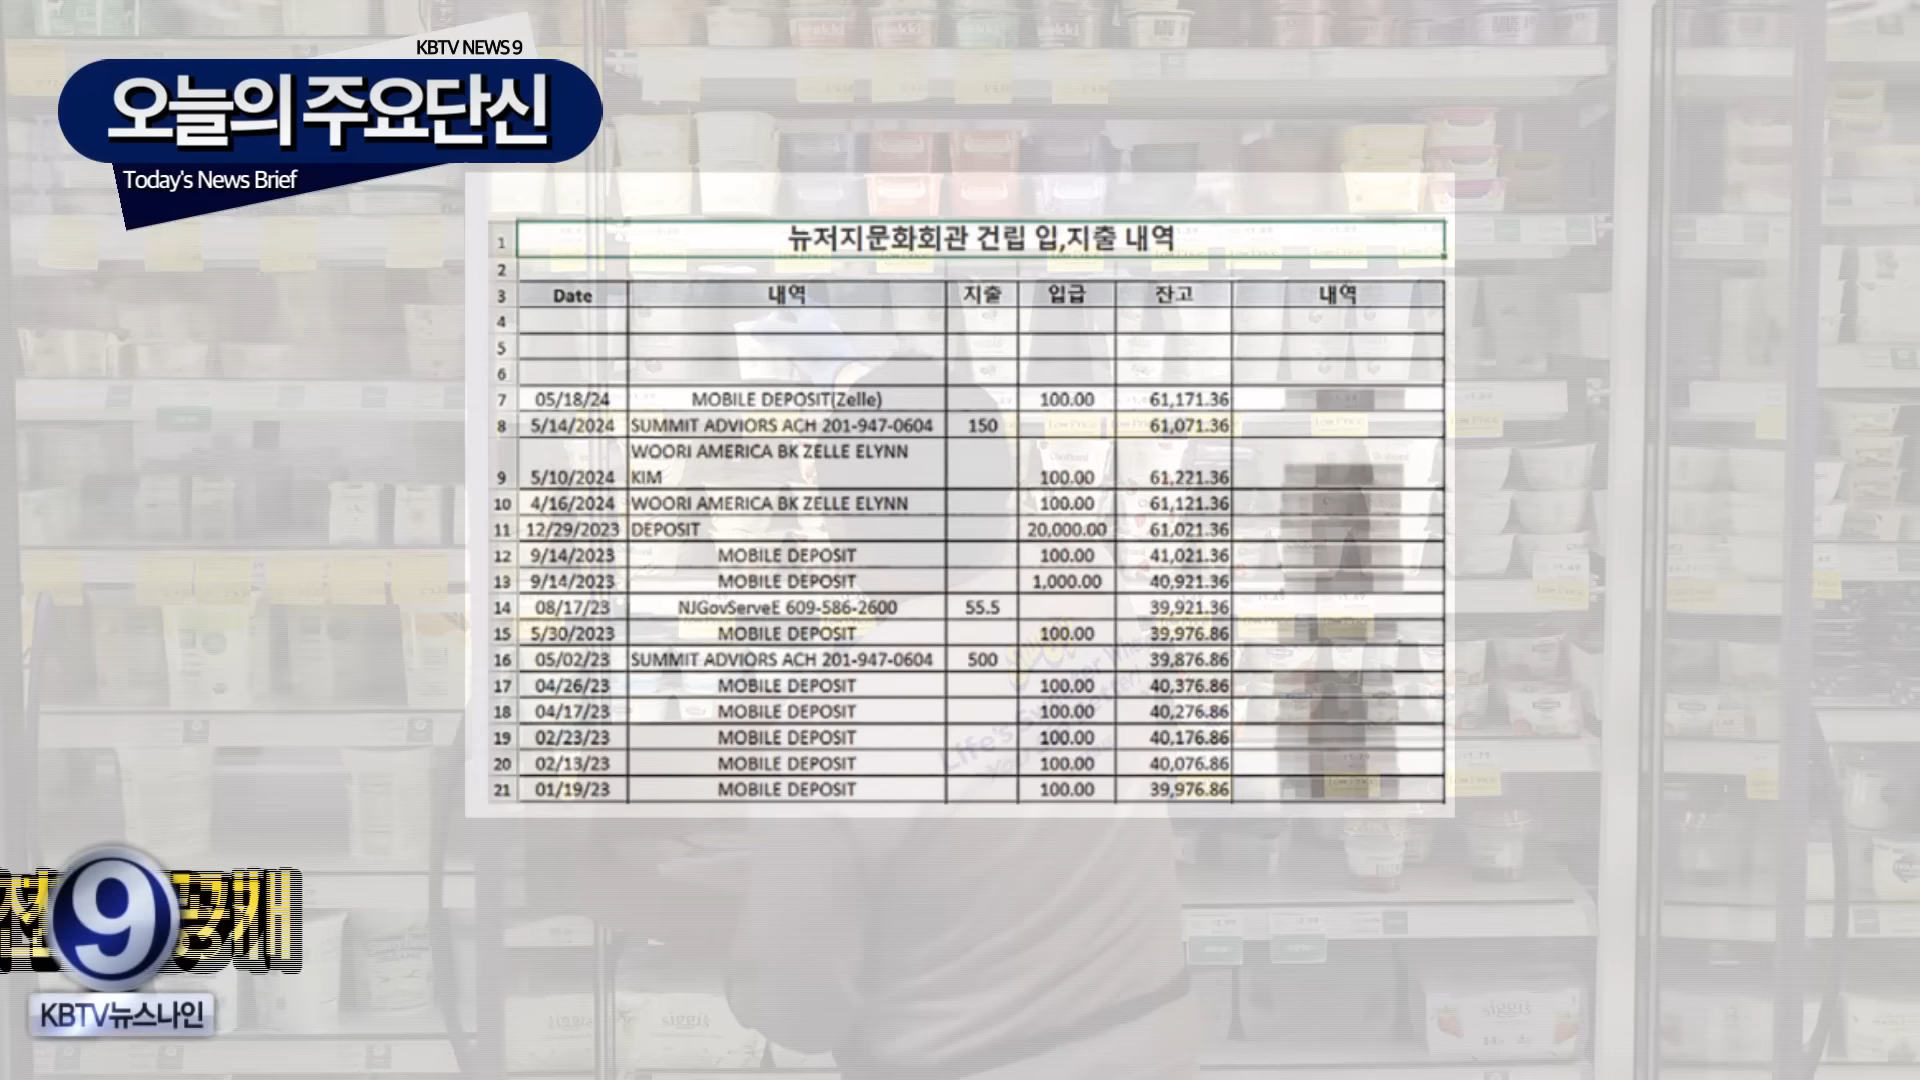 KBTV NEWS 9
오늘의 주요단신
Today's News Brief
1 뉴저지문화회관 건립 입,지출 내역
2
3 Date 내역 지출 입급 잔고 내역
4
5
6
7 05/18/24 MOBILE DEPOSIT(Zelle) 100.00 61,171.36
8 5/14/2024 SUMMIT ADVIORS ACH 201-947-0604 150 61,071.36
WOORI AMERICA BK ZELLE ELYNN
9 5/10/2024 KIM 100.00 61,221.36
10 4/16/2024 WOORI AMERICA BK ZELLE ELYNN 100.00 61,121.36
11 12/29/2023 DEPOSIT 20,000.00 61,021.36
12 9/14/2023 MOBILE DEPOSIT 100.00 41,021.36
13 9/14/2023 MOBILE DEPOSIT 1,000.00 40,921.36
14 08/17/23 NJGovServeE 609-586-2600 55.5 39,921.36
15 5/30/2023 MOBILE DEPOSIT 100.00 39,976.86
16 05/02/23 SUMMIT ADVIORS ACH 201-947-0604 500 39,876.86
17 04/26/23 MOBILE DEPOSIT 100.00 40,376.86
18 04/17/23 MOBILE DEPOSIT 100.00 40,276.86
19 02/23/23 MOBILE DEPOSIT 100.00 40,176.86
20 02/13/23 MOBILE DEPOSIT 100.00 40,076.86
21 01/19/23 MOBILE DEPOSIT 100.00 39,976.86
siggi's
siggi's
9
KBTV뉴스나인